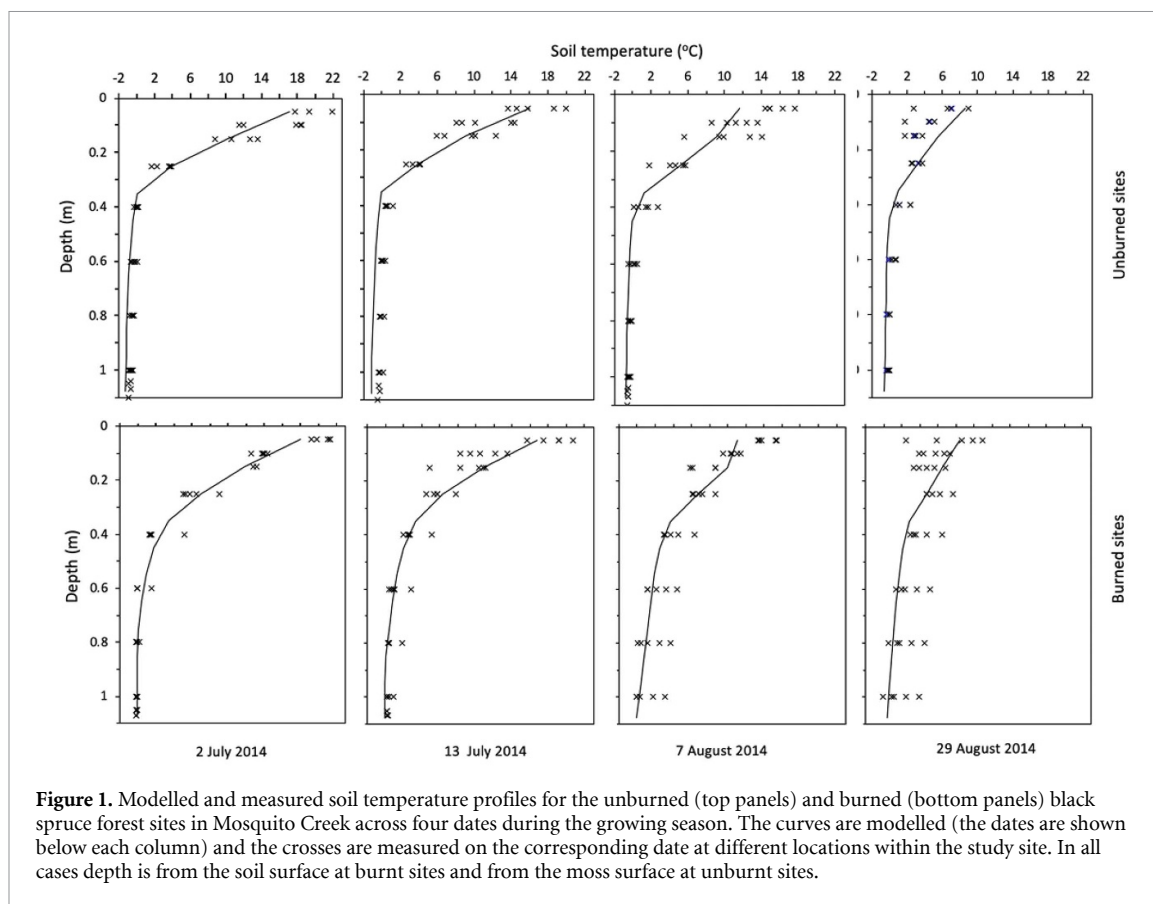 Soil temperature (°C)
-2 2 6 10 14 18 22 -2 2 6 10 14 18 22 -2 2 6 10 14 18 22 -2 2 6 10 14 18 22
0
0.2
0.4
0.6
0.8
1
Depth (m)
Unburned sites
0
0.2
0.4
0.6
0.8
1
Depth (m)
Burned sites
2 July 2014 13 July 2014 7 August 2014 29 August 2014
Figure 1. Modelled and measured soil temperature profiles for the unburned (top panels) and burned (bottom panels) black
spruce forest sites in Mosquito Creek across four dates during the growing season. The curves are modelled (the dates are shown
below each column) and the crosses are measured on the corresponding date at different locations within the study site. In all
cases depth is from the soil surface at burnt sites and from the moss surface at unburnt sites.